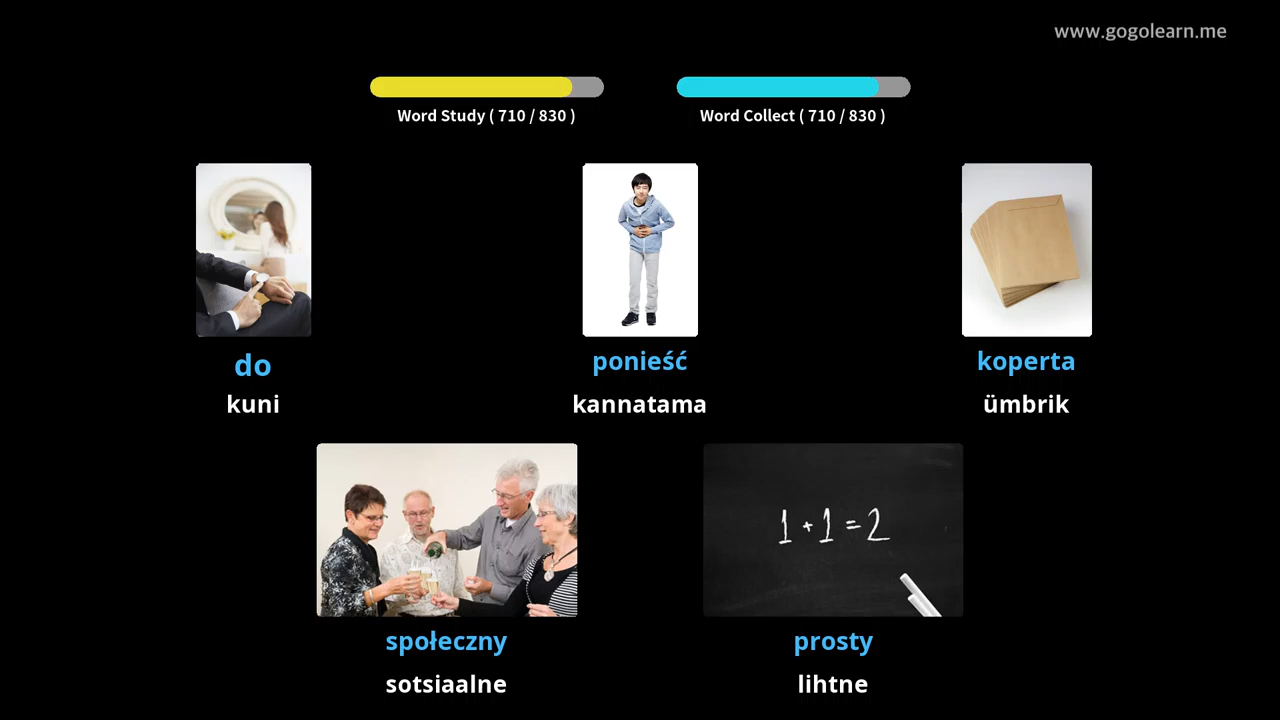 www.gogolearn.me
Word Study ( 710 / 830 )
Word Collect ( 710 / 830 )
do
kuni
ponieść
kannatama
koperta
ümbrik
1 + 1 = 2
społeczny
sotsiaalne
prosty
lihtne